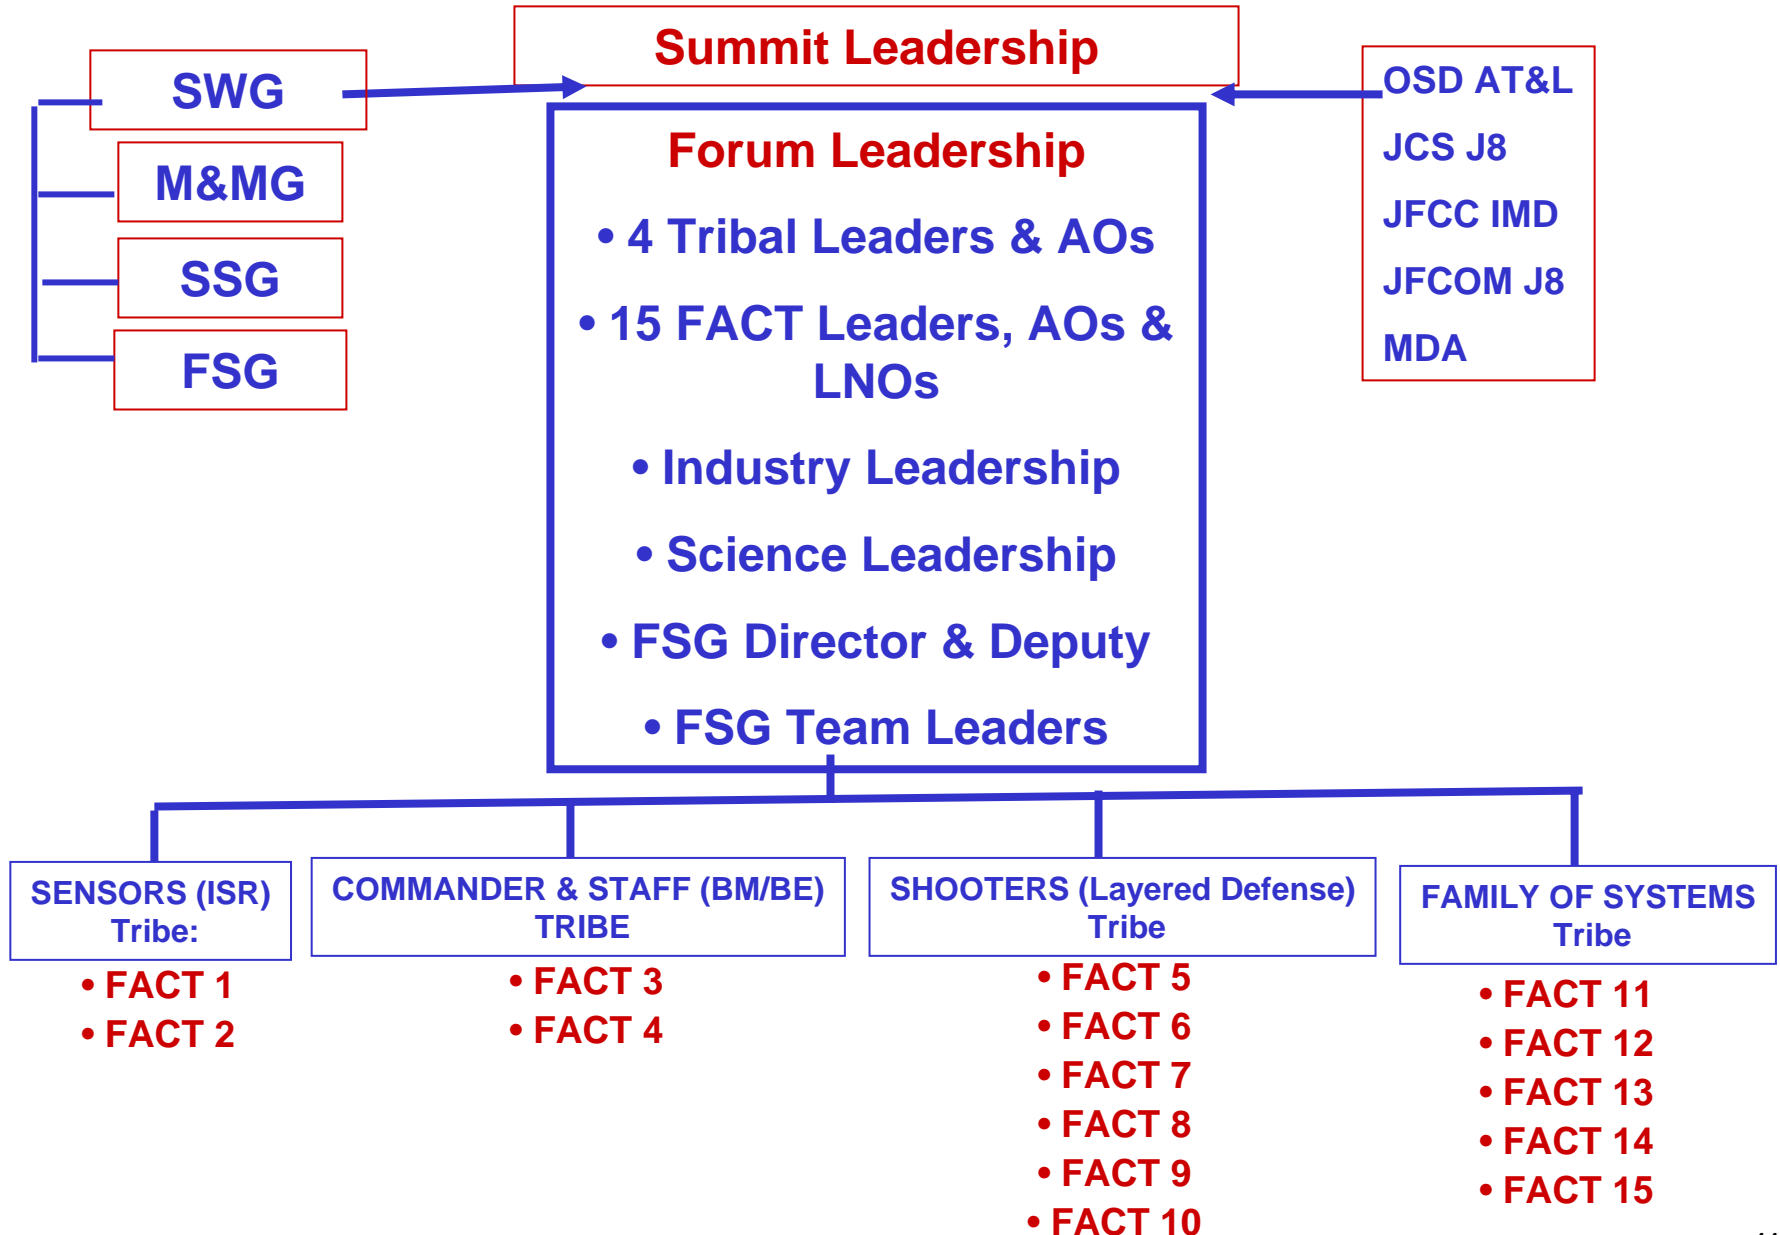 Summit Leadership
SWG
M&MG
SSG
FSG
OSD AT&L
JCS J8
JFCC IMD
JFCOM J8
MDA
Forum Leadership
• 4 Tribal Leaders & AOs
• 15 FACT Leaders, AOs &
LNOs
• Industry Leadership
• Science Leadership
• FSG Director & Deputy
• FSG Team Leaders
SENSORS (ISR)
Tribe:
• FACT 1
• FACT 2
COMMANDER & STAFF (BM/BE)
TRIBE
• FACT 3
• FACT 4
SHOOTERS (Layered Defense)
Tribe
• FACT 5
• FACT 6
• FACT 7
• FACT 8
• FACT 9
• FACT 10
FAMILY OF SYSTEMS
Tribe
• FACT 11
• FACT 12
• FACT 13
• FACT 14
• FACT 15